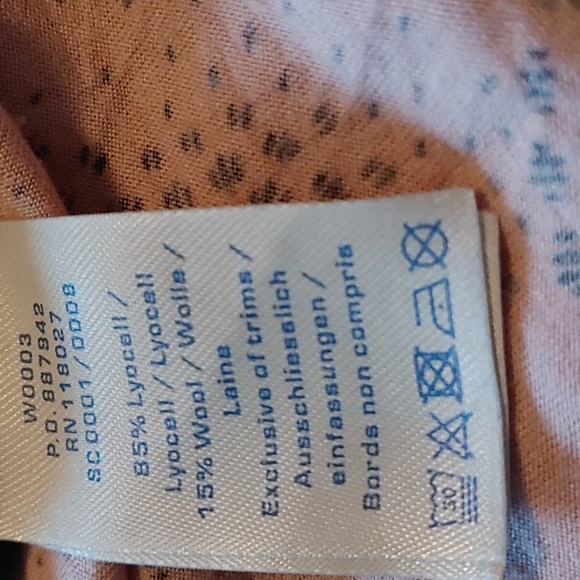 W0003
P.O. 887942
RN 118027
SC0001/0008
85% Lyocell /
Lyocell / Lyocell
15% Wool / Wolle /
Laine
Exclusive of trims /
Ausschliesslich
einfassungen /
Bords non compris
30